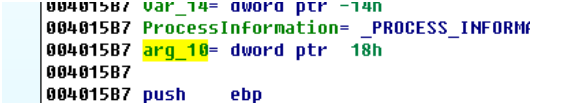 004015B7 var_14= dword ptr -14h
004015B7 ProcessInformation= _PROCESS_INFORMA
004015B7 arg_10= dword ptr  18h
004015B7
004015B7 push    ebp